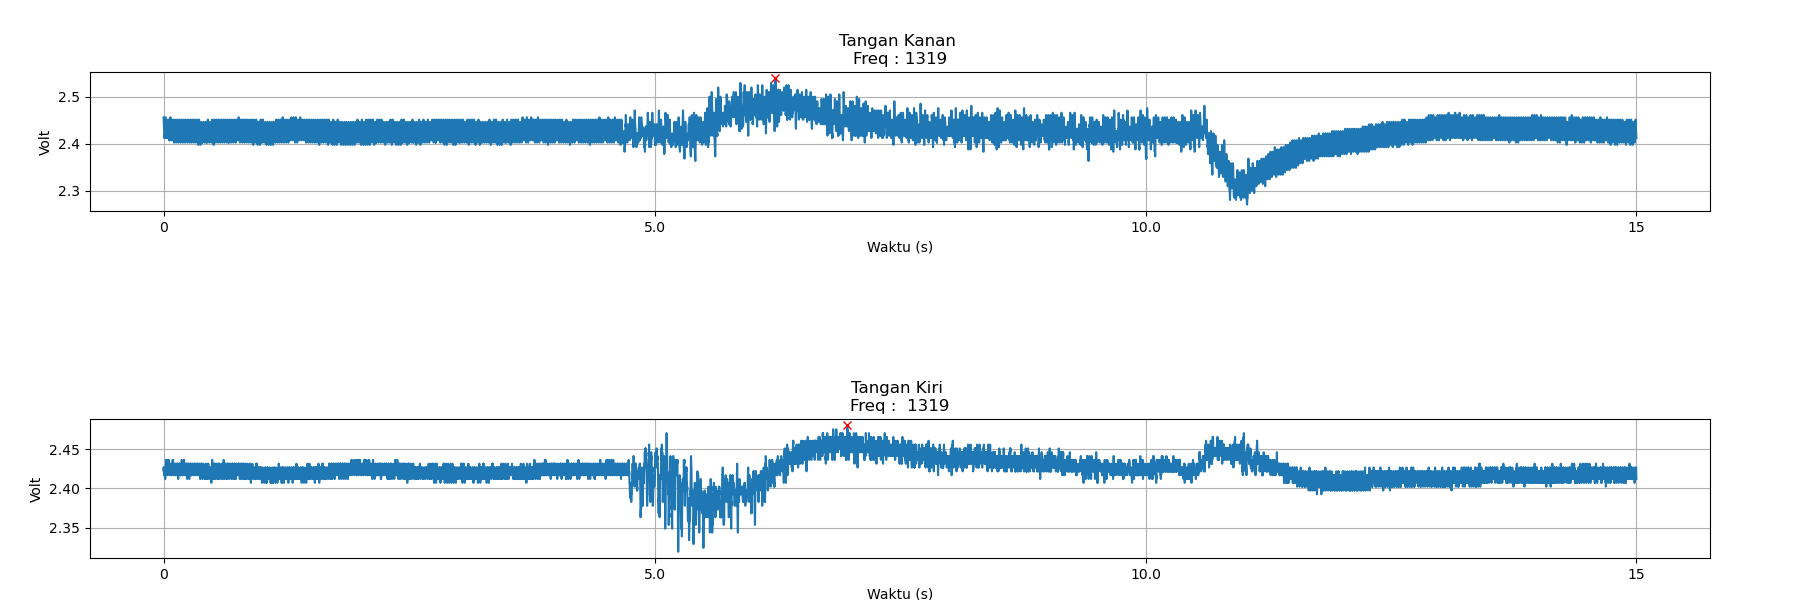 Tangan Kanan
Freq : 1319
2.5
2.4
2.3
Volt
0 5.0 10.0 15
Waktu (s)
Tangan Kiri
Freq :  1319
2.45
2.40
2.35
Volt
0 5.0 10.0 15
Waktu (s)